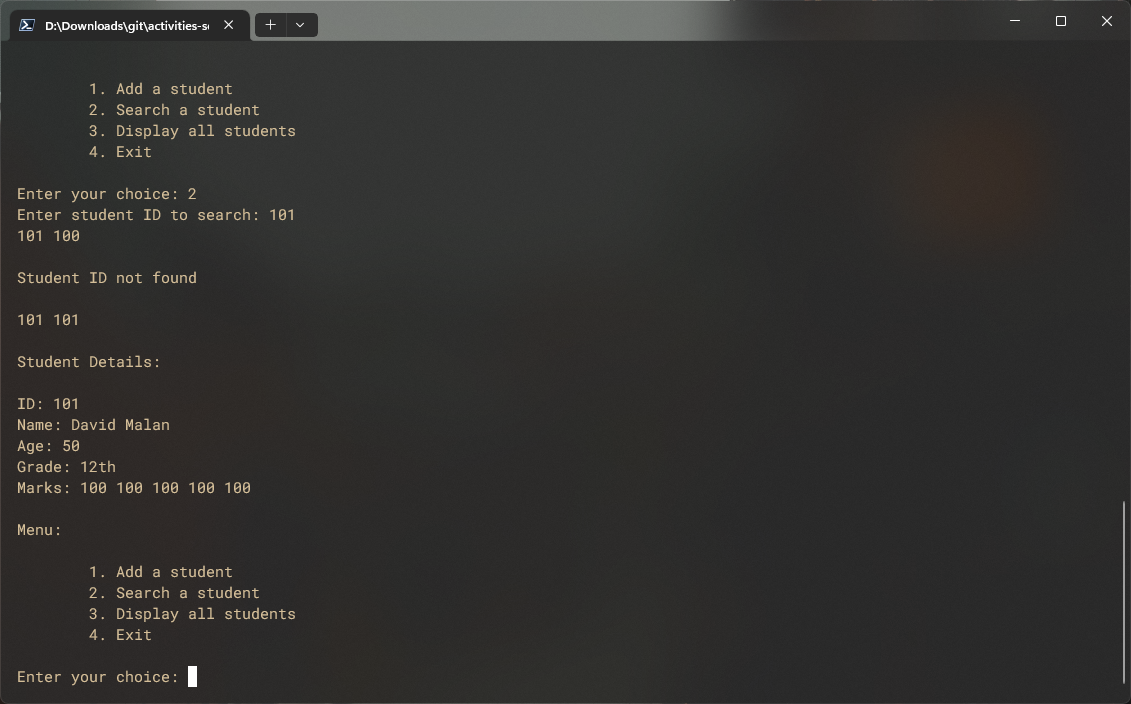 D:\Downloads\git\activities-s
1. Add a student
2. Search a student
3. Display all students
4. Exit
Enter your choice: 2
Enter student ID to search: 101
101 100
Student ID not found
101 101
Student Details:
ID: 101
Name: David Malan
Age: 50
Grade: 12th
Marks: 100 100 100 100 100
Menu:
1. Add a student
2. Search a student
3. Display all students
4. Exit
Enter your choice: